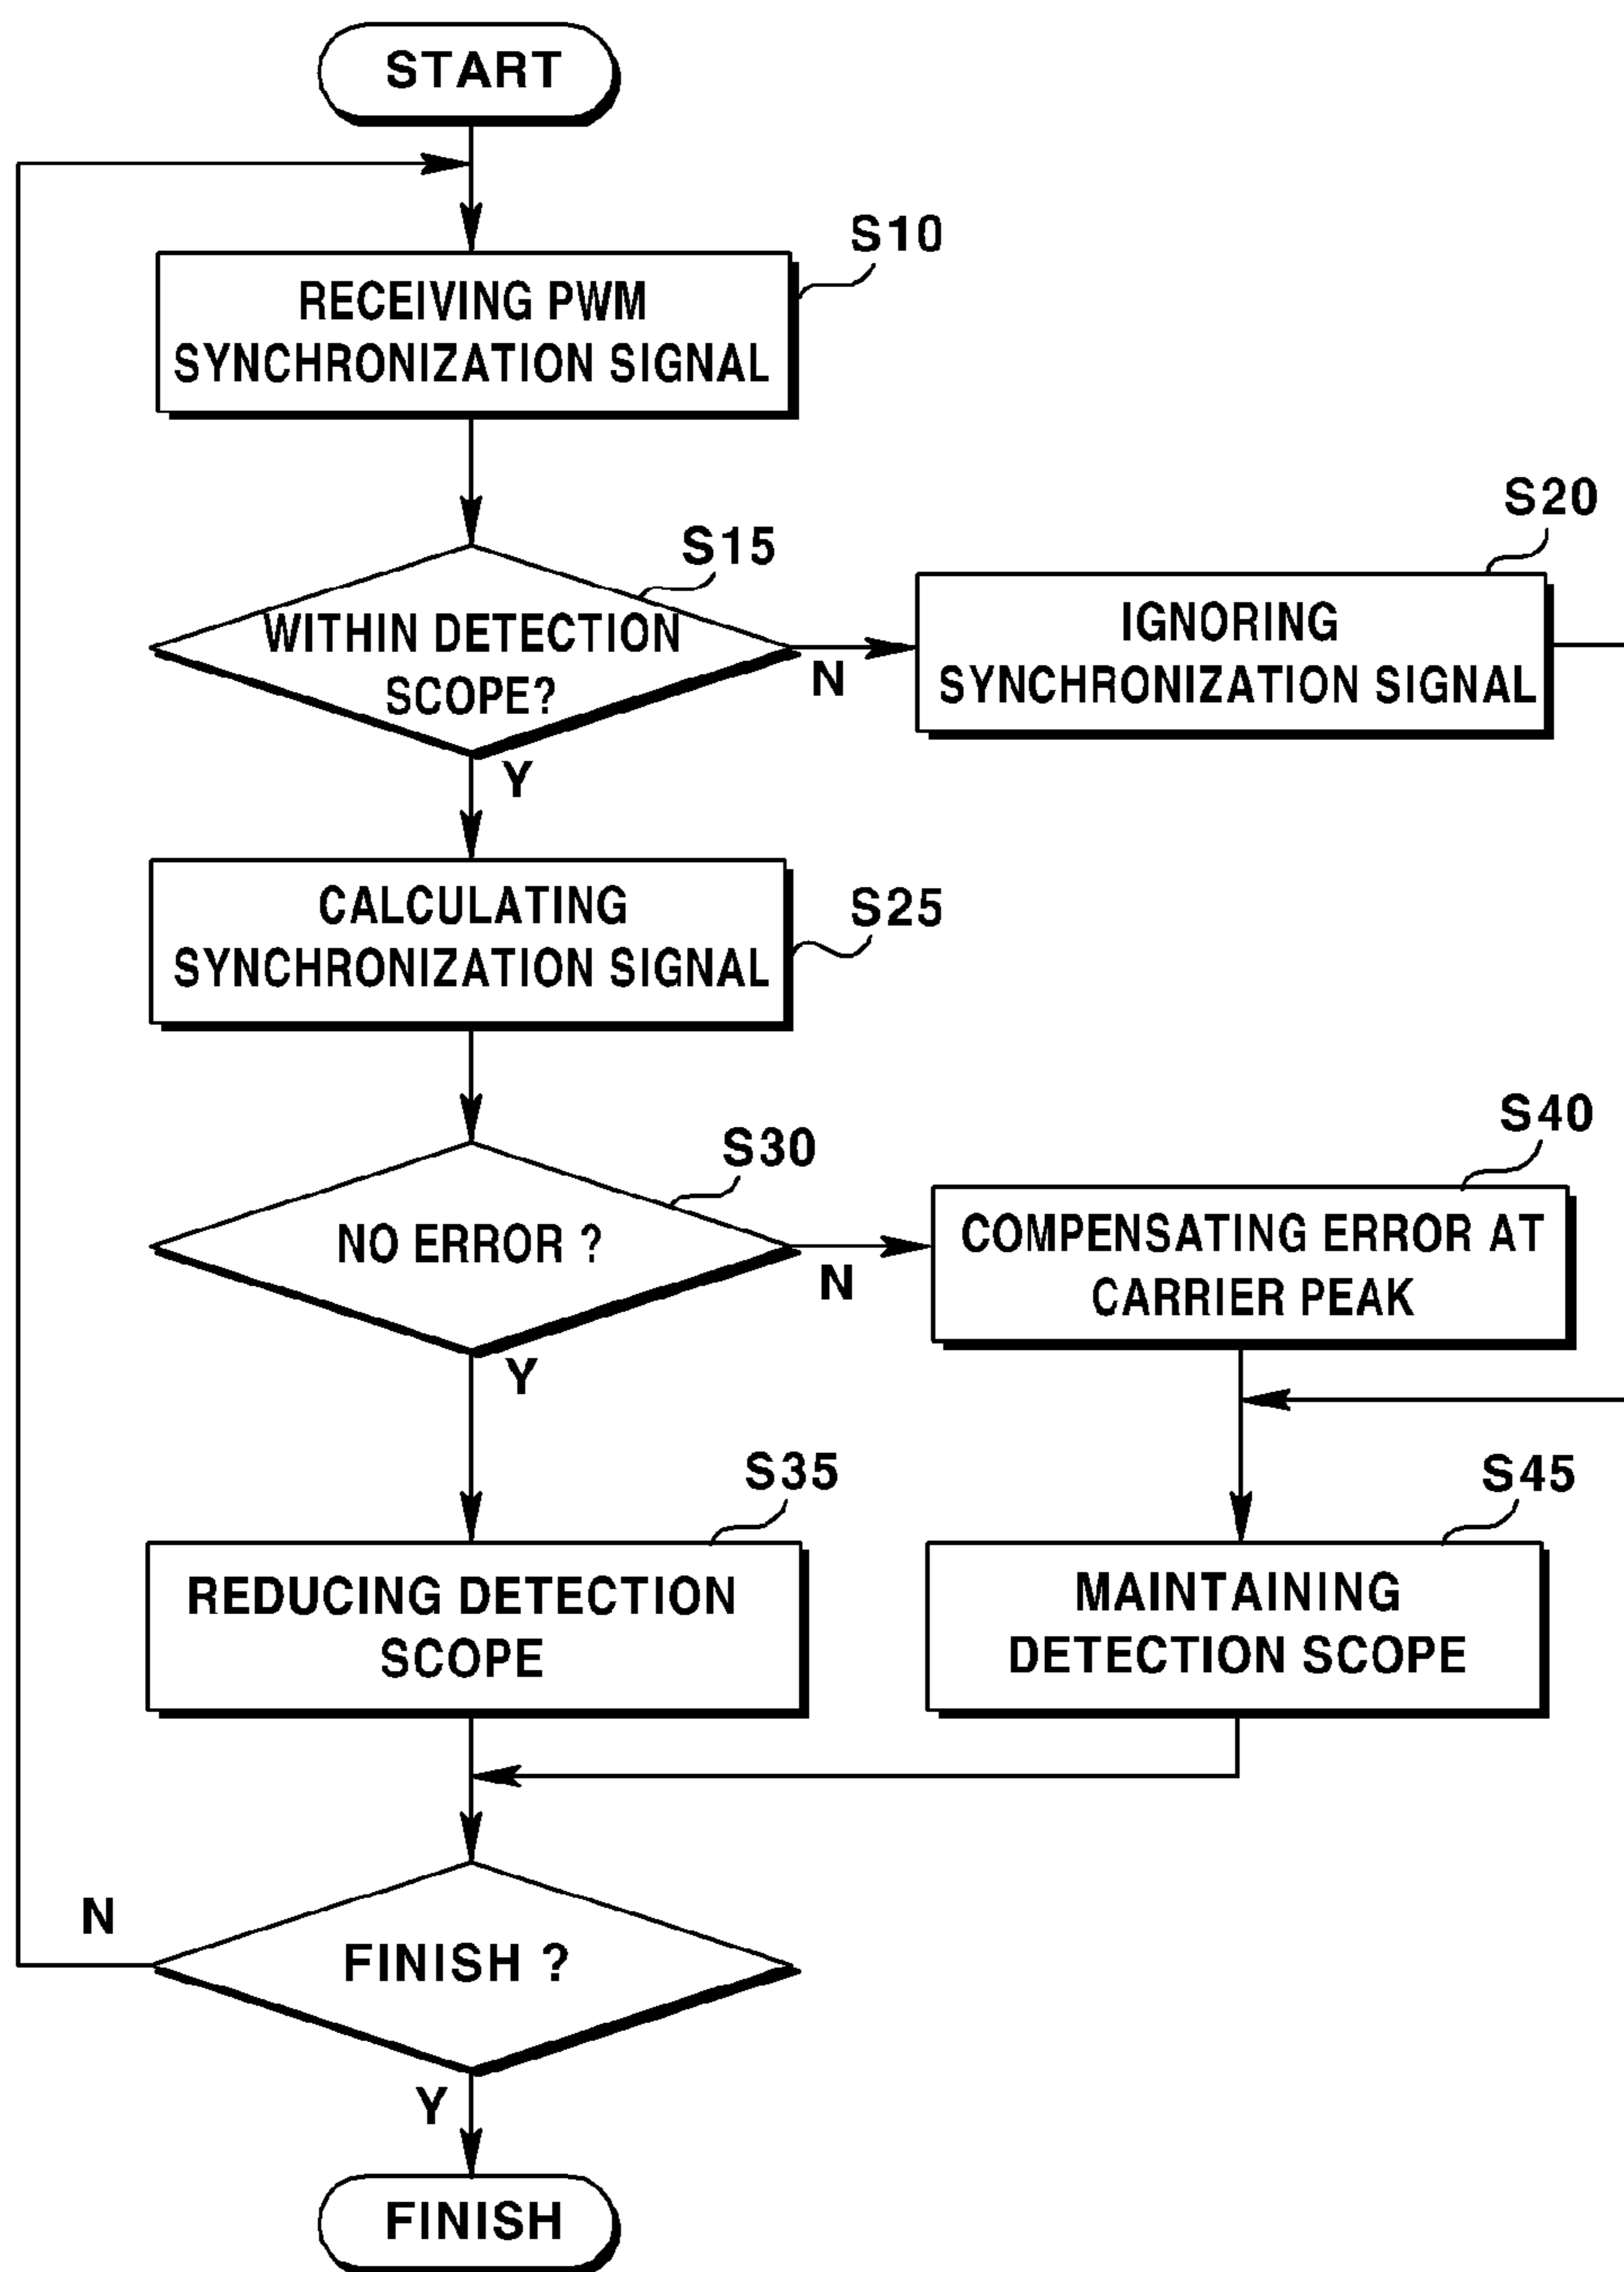 START
S10
RECEIVING PWM
SYNCHRONIZATION SIGNAL
S15
WITHIN DETECTION
SCOPE?
N
Y
S20
IGNORING
SYNCHRONIZATION SIGNAL
CALCULATING
SYNCHRONIZATION SIGNAL
S25
S30
NO ERROR ?
N
Y
S40
COMPENSATING ERROR AT
CARRIER PEAK
S35
REDUCING DETECTION
SCOPE
S45
MAINTAINING
DETECTION SCOPE
N
FINISH ?
Y
FINISH